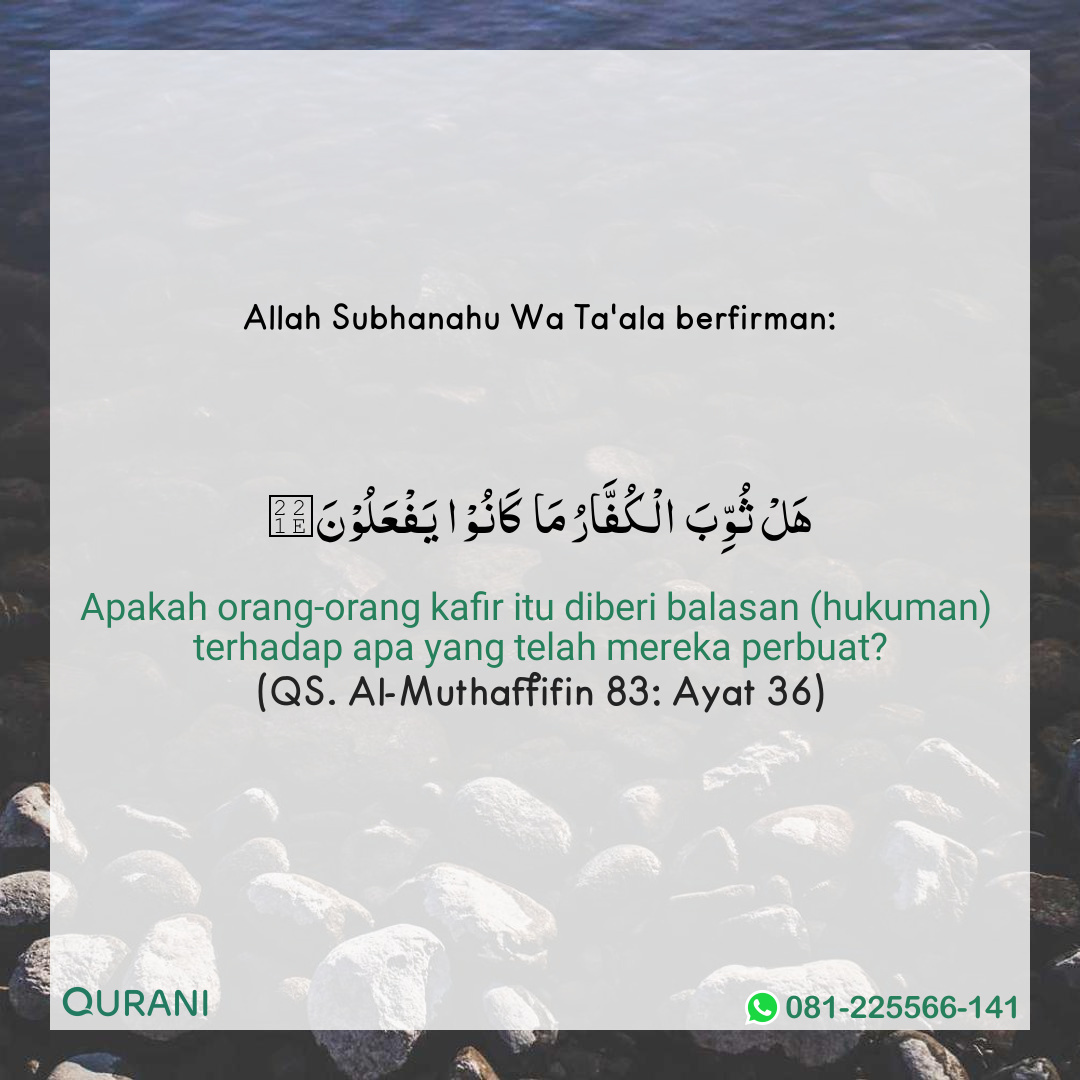 Allah Subhanahu Wa Ta'ala berfirman:
هَلْ ثُوِّبَ الْكُفَّارُ مَا كَانُوْا يَفْعَلُوْنَ
Apakah orang-orang kafir itu diberi balasan (hukuman)
terhadap apa yang telah mereka perbuat?
(QS. Al-Muthaffifin 83: Ayat 36)
QURANI
081-225566-141